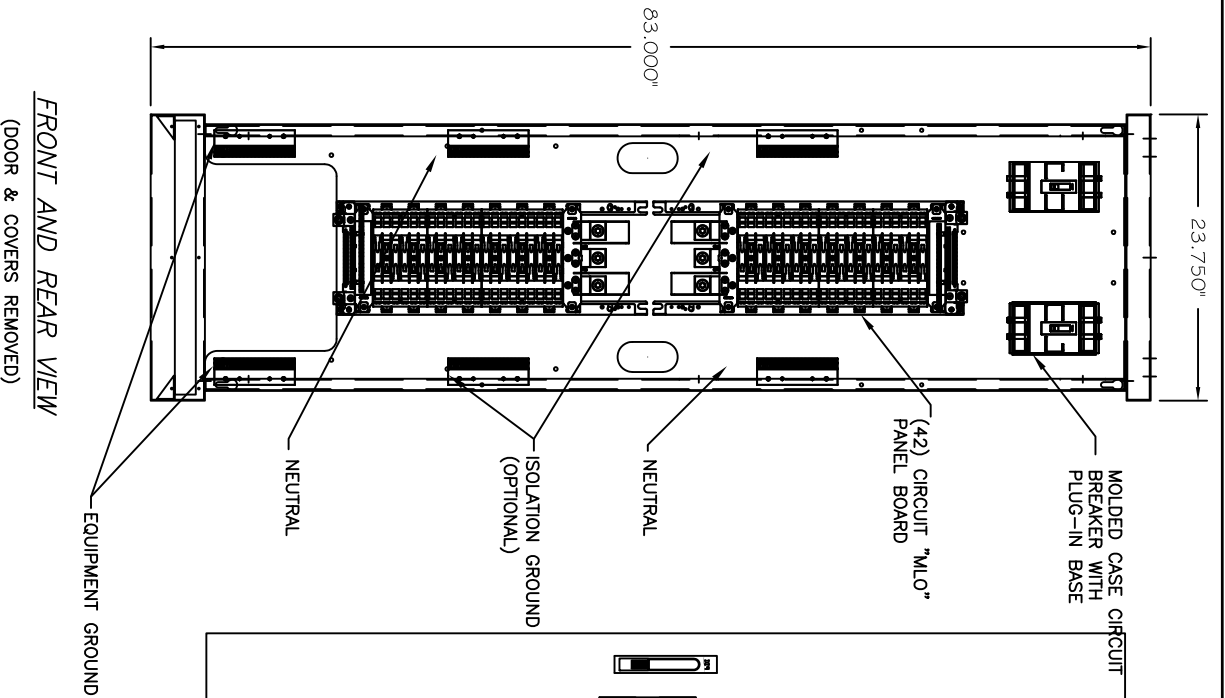 83.000"
23.750"
MOLDED CASE CIRCUIT
BREAKER WITH
PLUG-IN BASE
(42) CIRCUIT "MLO"
PANEL BOARD
NEUTRAL
ISOLATION GROUND
(OPTIONAL)
NEUTRAL
EQUIPMENT GROUND
FRONT AND REAR VIEW
(DOOR & COVERS REMOVED)